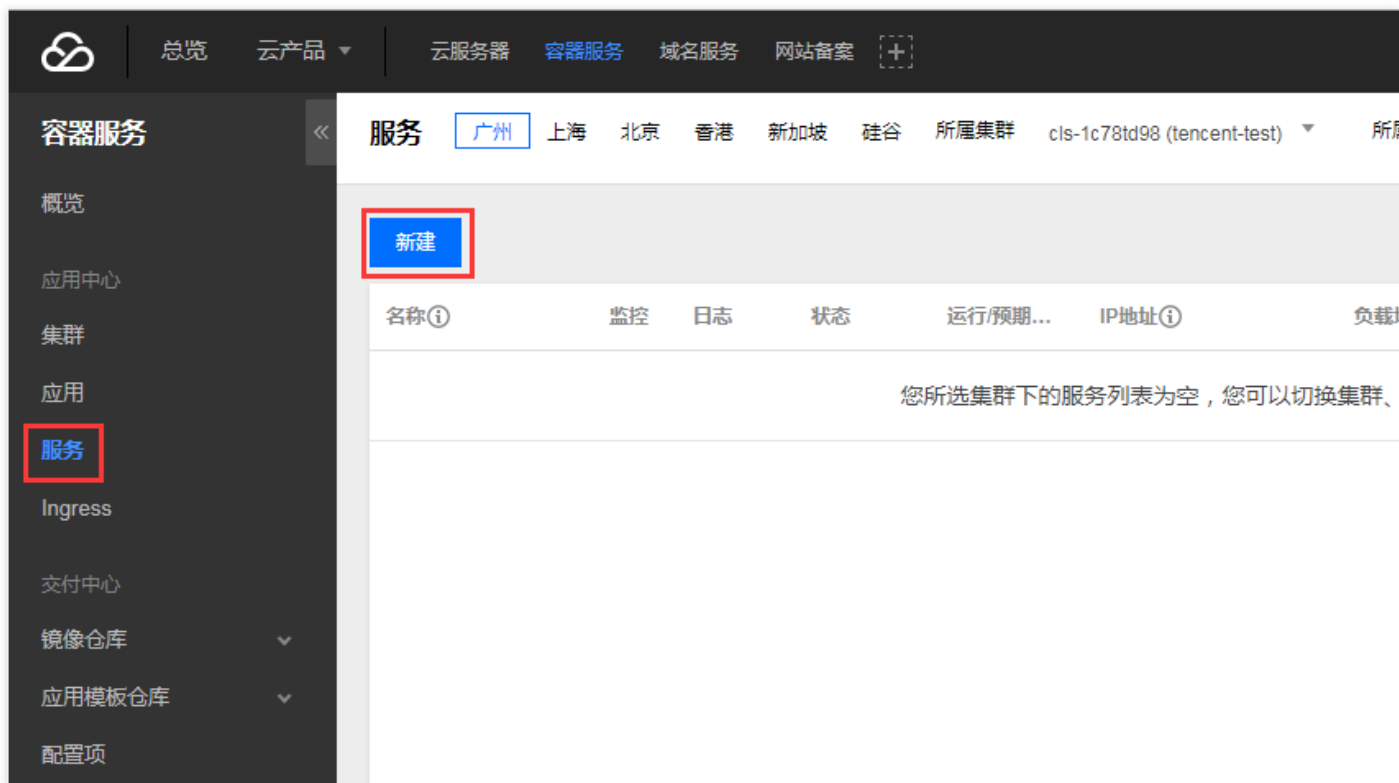 总览 云产品 云服务器 容器服务 域名服务 网站备案
容器服务
服务 广州 上海 北京 香港 新加坡 硅谷 所属集群 cls-1c78td98 (tencent-test) 所
概览
新建
应用中心
名称 监控 日志 状态 运行/预期... IP地址 负载
集群
应用
您所选集群下的服务列表为空，您可以切换集群、
服务
Ingress
交付中心
镜像仓库
应用模板仓库
配置项